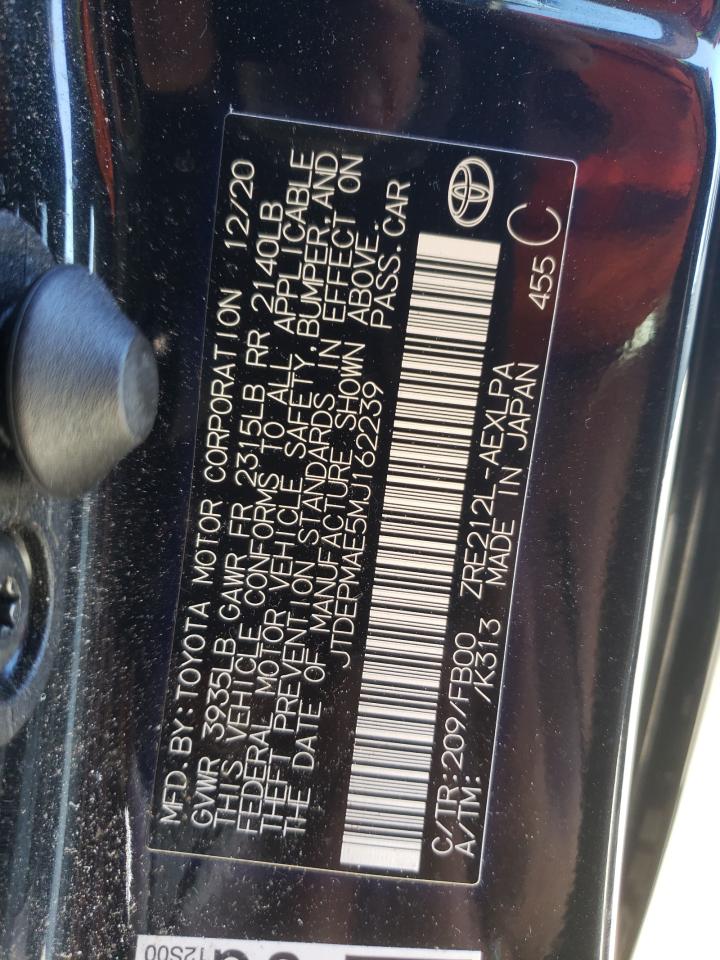 MFD.BY:TOYOTA MOTOR CORPORATION 12/20
GVWR 3935LB GAWR FR 2315LB RR 2140LB
THIS VEHICLE CONFORMS TO ALL APPLICABLE
FEDERAL MOTOR VEHICLE SAFETY,BUMPER,AND
THEFT PREVENTION STANDARDS IN EFFECT ON
THE DATE OF MANUFACTURE SHOWN ABOVE.
JTDEPMAE5MJ162239 PASS.CAR
C/TR:209/FB00 ZRE212L-AEXLPA 455 C
A/TM: /K313 MADE IN JAPAN
12S00